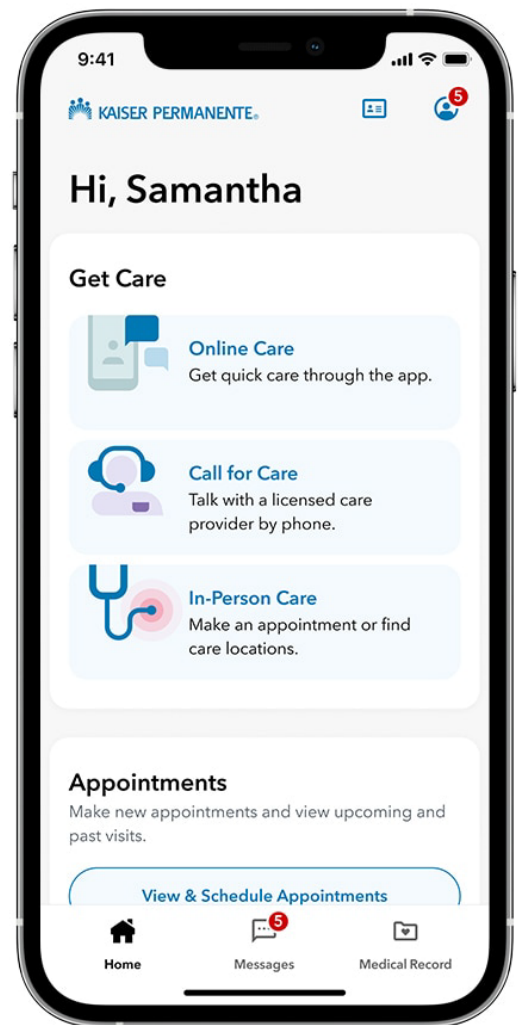 9:41
KAISER PERMANENTE®
5
Hi, Samantha
Get Care
Online Care
Get quick care through the app.
Call for Care
Talk with a licensed care
provider by phone.
In-Person Care
Make an appointment or find
care locations.
Appointments
Make new appointments and view upcoming and
past visits.
View & Schedule Appointments
5
Home
Messages
Medical Record